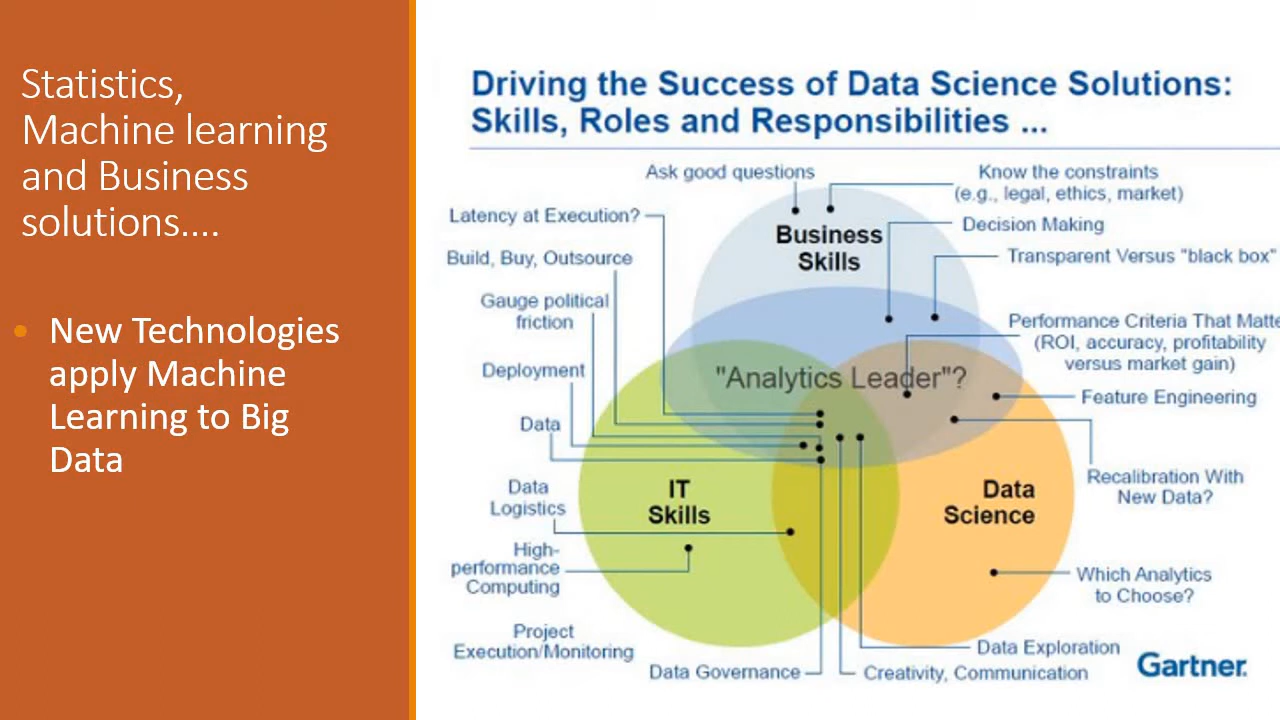 Statistics,
Machine learning
and Business
solutions....
• New Technologies
apply Machine
Learning to Big
Data
Driving the Success of Data Science Solutions:
Skills, Roles and Responsibilities ...
Ask good questions
Know the constraints
(e.g., legal, ethics, market)
Latency at Execution?
Decision Making
Business
Skills
Build, Buy, Outsource
Transparent Versus "black box"
Gauge political
friction
Performance Criteria That Matte
(ROI, accuracy, profitability
versus market gain)
Deployment
"Analytics Leader"?
Feature Engineering
Data
Recalibration With
New Data?
IT
Skills
Data
Science
Data
Logistics
High-
performance
Computing
Which Analytics
to Choose?
Project
Execution/Monitoring
Data Exploration
Data Governance
Creativity, Communication
Gartner.